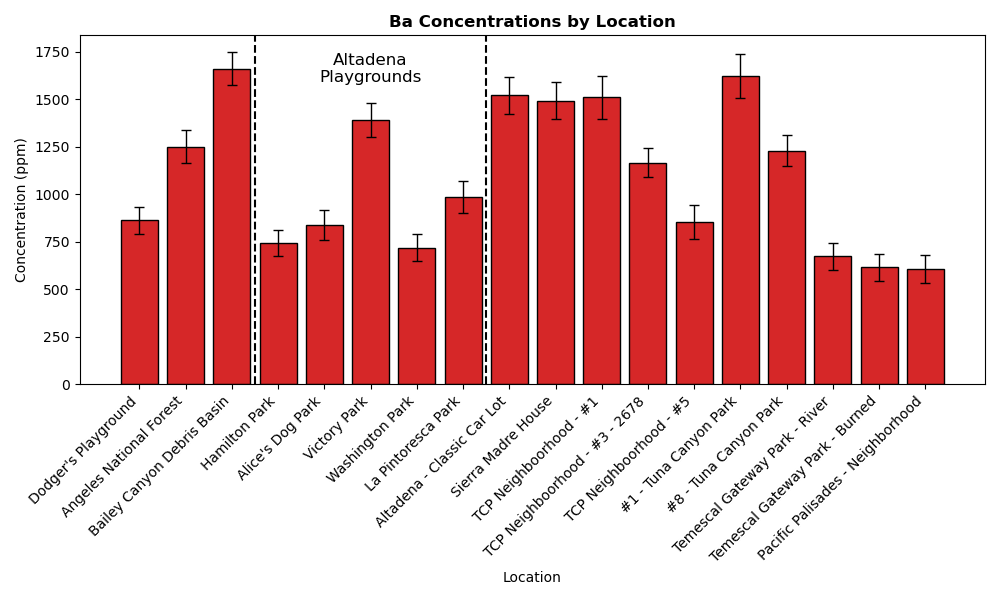 Ba Concentrations by Location
Altadena
Playgrounds
Concentration (ppm)
1750
1500
1250
1000
750
500
250
0
Dodger's Playground
Angeles National Forest
Bailey Canyon Debris Basin
Hamilton Park
Alice's Dog Park
Victory Park
Washington Park
La Pintoresca Park
Altadena - Classic Car Lot
Sierra Madre House
TCP Neighboorhood - #1
TCP Neighboorhood - #3 - 2678
TCP Neighboorhood - #5
#1 - Tuna Canyon Park
#8 - Tuna Canyon Park
Temescal Gateway Park - River
Temescal Gateway Park - Burned
Pacific Palisades - Neighborhood
Location